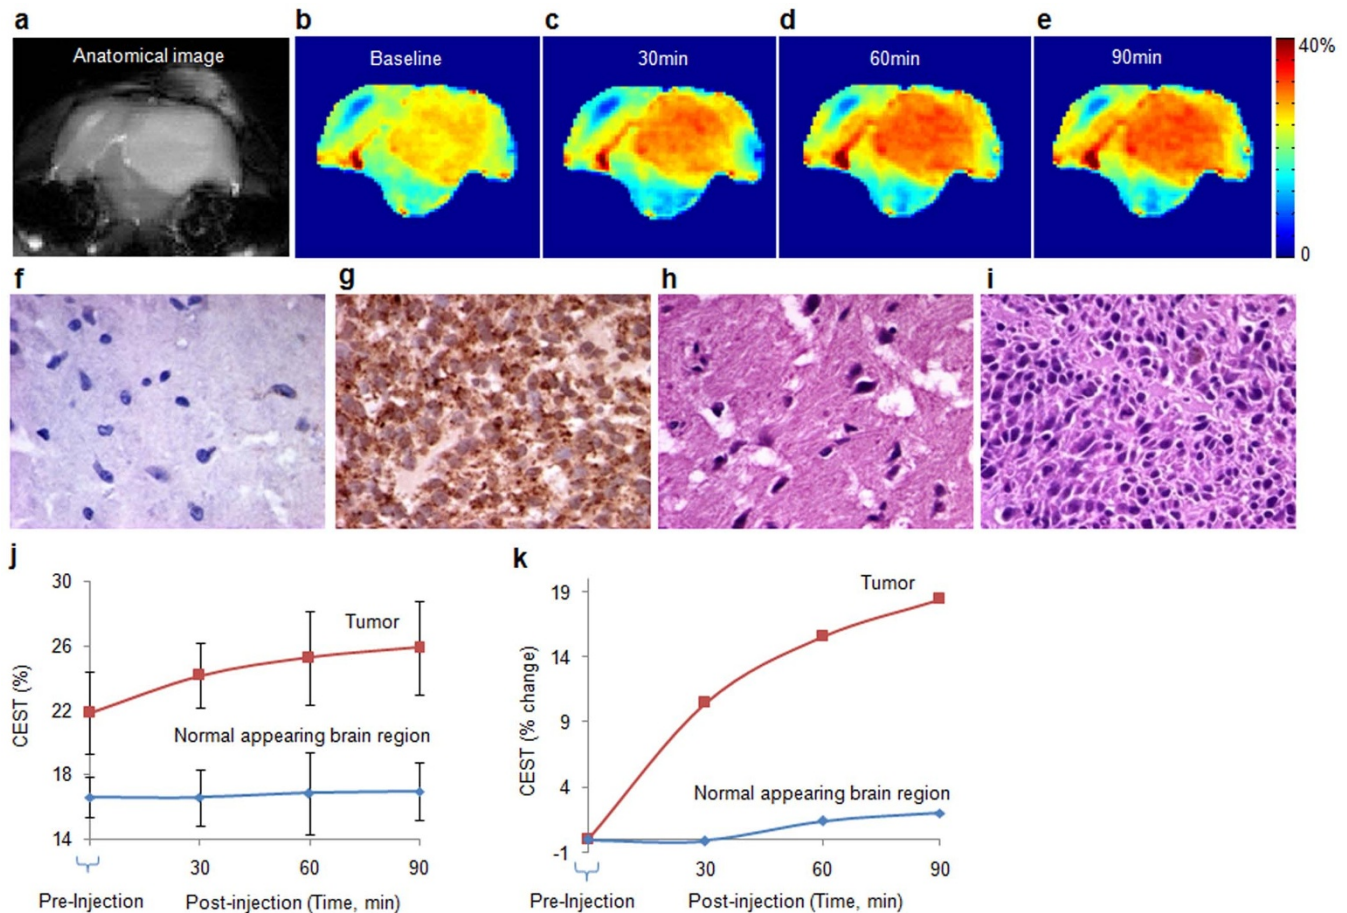 a
b
c
d
e
Anatomical image
Baseline
30min
60min
90min
40%
0
f
g
h
i
j
30
26
22
18
14
CEST (%)
Tumor
Normal appearing brain region
30
60
90
Pre-Injection
Post-injection (Time, min)
k
19
14
9
4
-1
CEST (% change)
Tumor
Normal appearing brain region
30
60
90
Pre-Injection
Post-injection (Time, min)